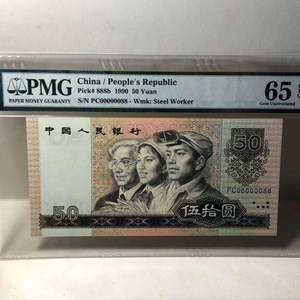 PMG
PAPER MONEY GUARANTY
China / People's Republic
Pick# 888b 1990 50 Yuan
S/N PC00000088 - Wmk: Steel Worker
65
Gem Uncirculated
中国人民银行
50
PC00000088
50
伍拾圆